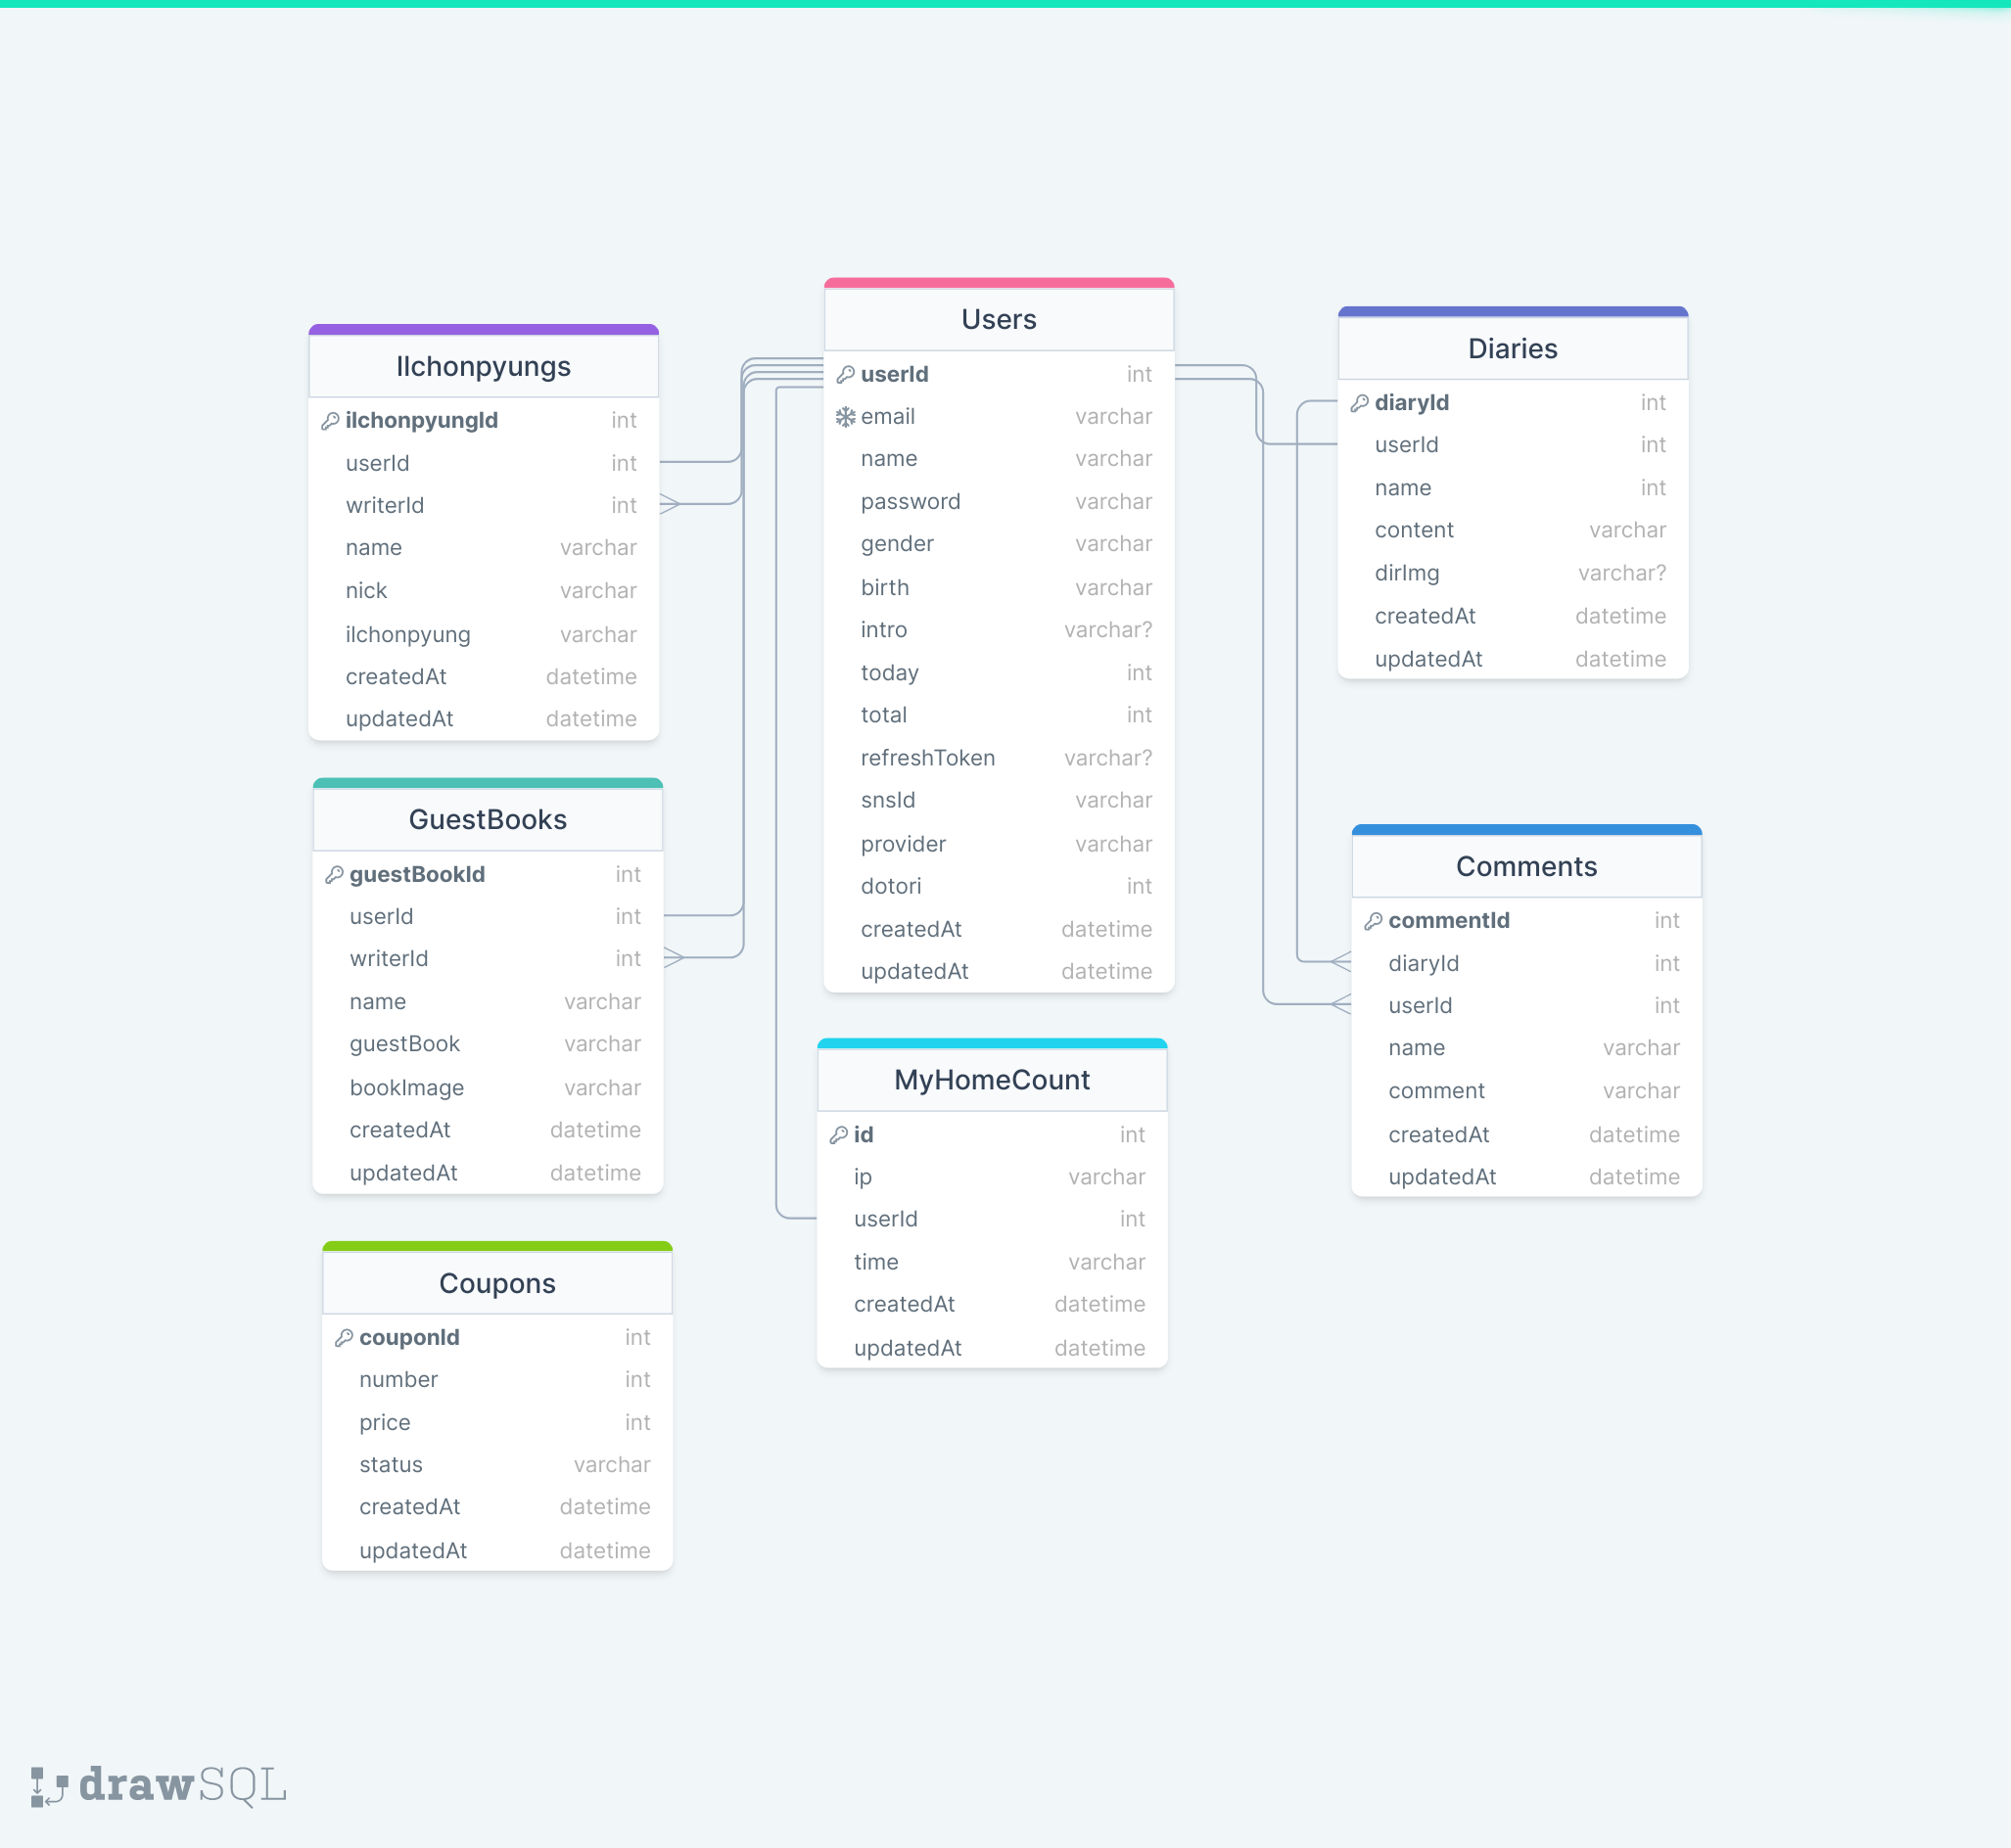 Ilchonpyungs
ilchonpyungId int
userId int
writerId int
name varchar
nick varchar
ilchonpyung varchar
createdAt datetime
updatedAt datetime
GuestBooks
guestBookId int
userId int
writerId int
name varchar
guestBook varchar
bookImage varchar
createdAt datetime
updatedAt datetime
Coupons
couponId int
number int
price int
status varchar
createdAt datetime
updatedAt datetime
Users
userId int
email varchar
name varchar
password varchar
gender varchar
birth varchar
intro varchar?
today int
total int
refreshToken varchar?
snsId varchar
provider varchar
dotori int
createdAt datetime
updatedAt datetime
MyHomeCount
id int
ip varchar
userId int
time varchar
createdAt datetime
updatedAt datetime
Diaries
diaryId int
userId int
name int
content varchar
dirImg varchar?
createdAt datetime
updatedAt datetime
Comments
commentId int
diaryId int
userId int
name varchar
comment varchar
createdAt datetime
updatedAt datetime
drawSQL